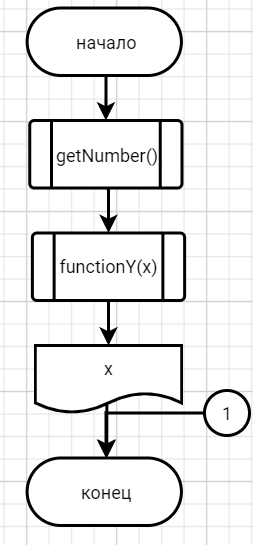 начало
getNumber()
functionY(x)
x
1
конец